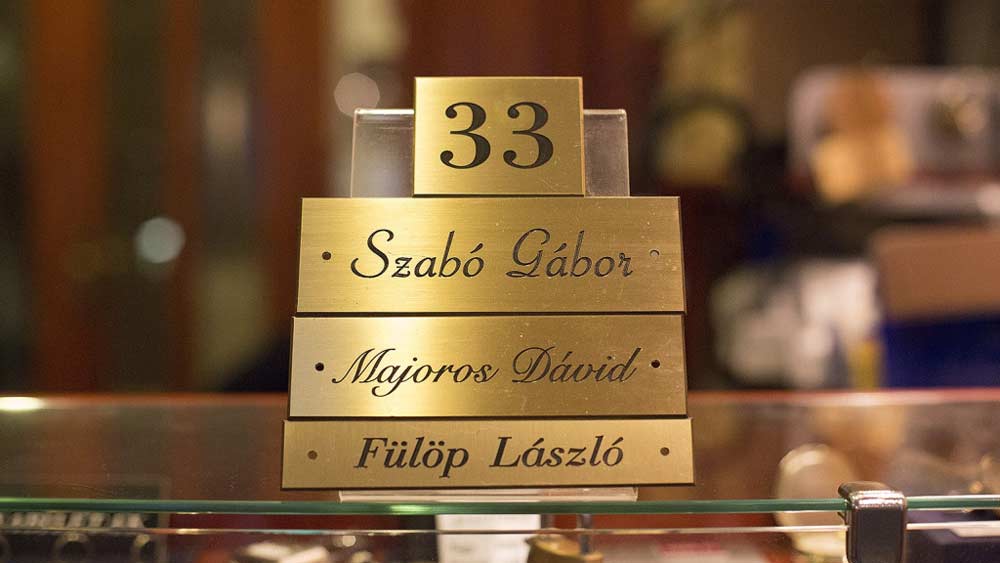 33
Szabó Gábor
Majoros Dávid
Fülöp László